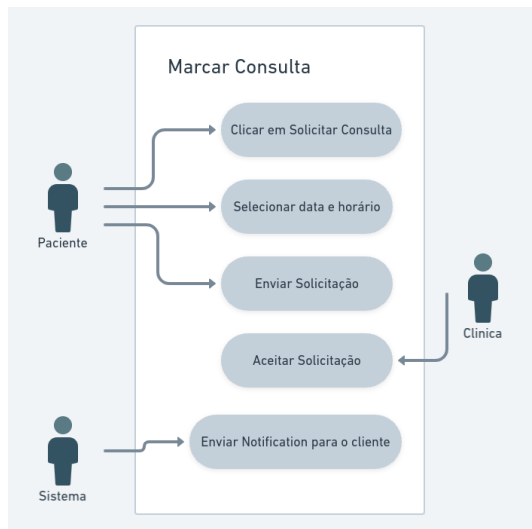 Marcar Consulta
Clicar em Solicitar Consulta
Selecionar data e horário
Paciente
Enviar Solicitação
Clinica
Aceitar Solicitação
Enviar Notification para o cliente
Sistema